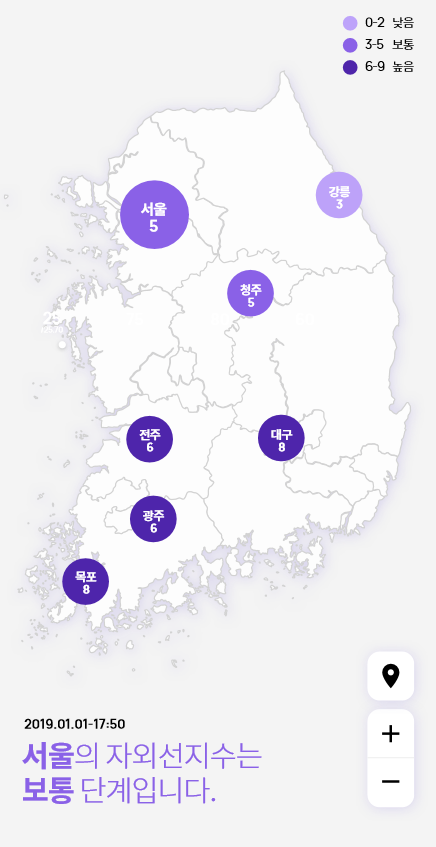 0-2 낮음
3-5 보통
6-9 높음
강릉
3
서울
5
청주
5
전주
6
대구
8
광주
6
목포
8
2019.01.01-17:50
서울의 자외선지수는
보통 단계입니다.